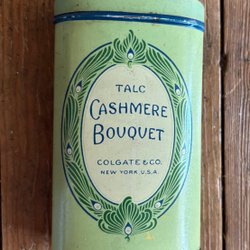 TALC
CASHMERE
BOUQUET
COLGATE & CO.
NEW YORK, U.S.A.